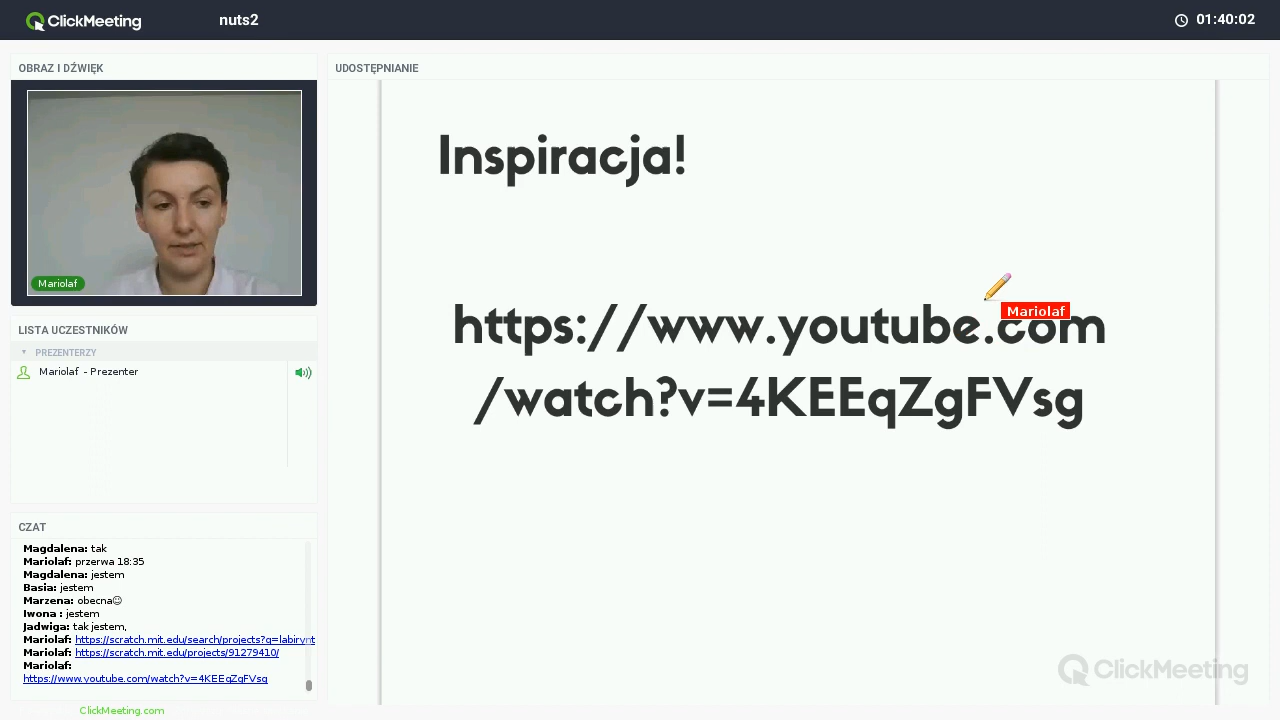 ClickMeeting
nuts2
01:40:02
OBRAZ I DŹWIĘK
UDOSTĘPNIANIE
Mariolaf
Inspiracja!
Mariolaf
https://www.youtube.com
/watch?v=4KEEqZgFVsg
LISTA UCZESTNIKÓW
PREZENTERZY
Mariolaf - Prezenter
CZAT
Magdalena: tak
Mariolaf: przerwa 18:35
Magdalena: jestem
Basia: jestem
Marzena: obecna☺
Iwona : jestem
Jadwiga: tak jestem,
Mariolaf: https://scratch.mit.edu/search/projects?q=labirynt
Mariolaf: https://scratch.mit.edu/projects/91279410/
Mariolaf:
https://www.youtube.com/watch?v=4KEEqZgFVsg
ClickMeeting
ClickMeeting.com